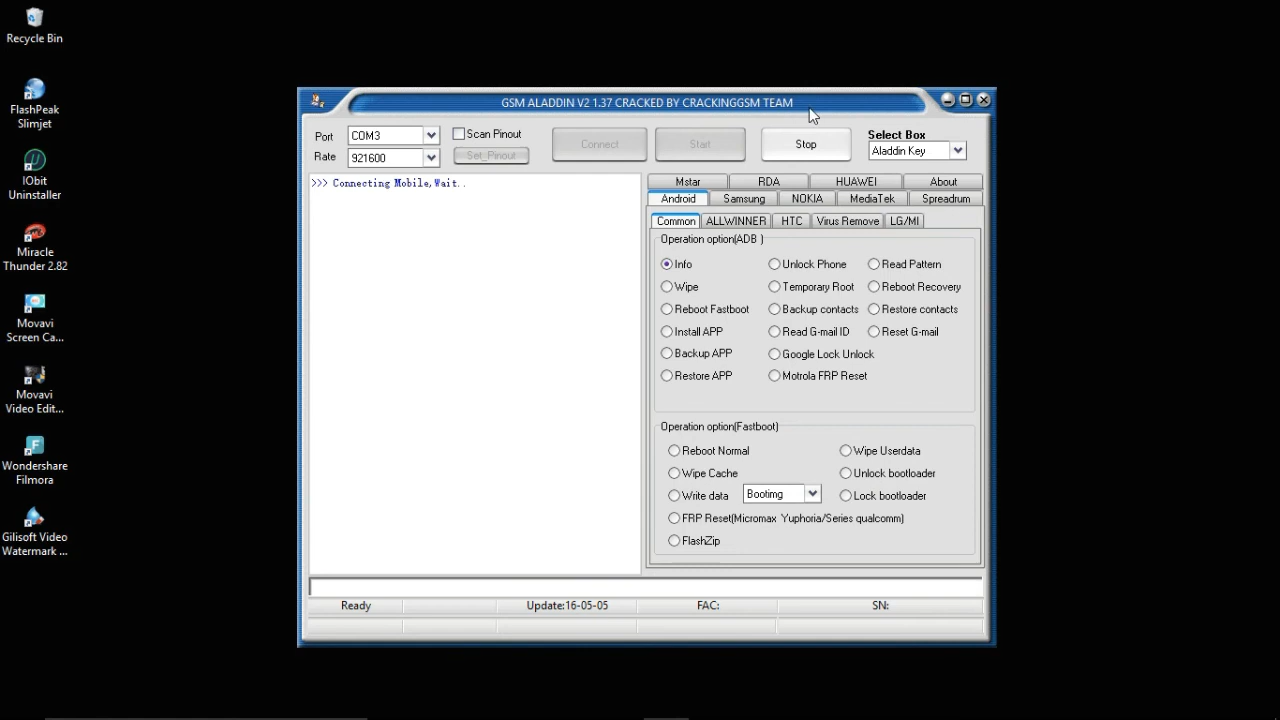 Recycle Bin
FlashPeak
Slimjet
IObit
Uninstaller
Miracle
Thunder 2.82
Movavi
Screen Ca...
Movavi
Video Edit...
Wondershare
Filmora
Gilisoft Video
Watermark ...
GSM ALADDIN V2 1.37 CRACKED BY CRACKINGGSM TEAM
Port COM3 Scan Pinout
Rate 921600 Set_Pinout
Connect Start Stop
Select Box
Aladdin Key
>>> Connecting Mobile,Wait..
Mstar RDA HUAWEI About
Android Samsung NOKIA MediaTek Spreadrum
Common ALLWINNER HTC Virus Remove LG/MI
Operation option(ADB )
Info Unlock Phone Read Pattern
Wipe Temporary Root Reboot Recovery
Reboot Fastboot Backup contacts Restore contacts
Install APP Read G-mail ID Reset G-mail
Backup APP Google Lock Unlock
Restore APP Motrola FRP Reset
Operation option(Fastboot)
Reboot Normal Wipe Userdata
Wipe Cache Unlock bootloader
Write data Bootimg Lock bootloader
FRP Reset(Micromax Yuphoria/Series qualcomm)
FlashZip
Ready Update:16-05-05 FAC: SN: